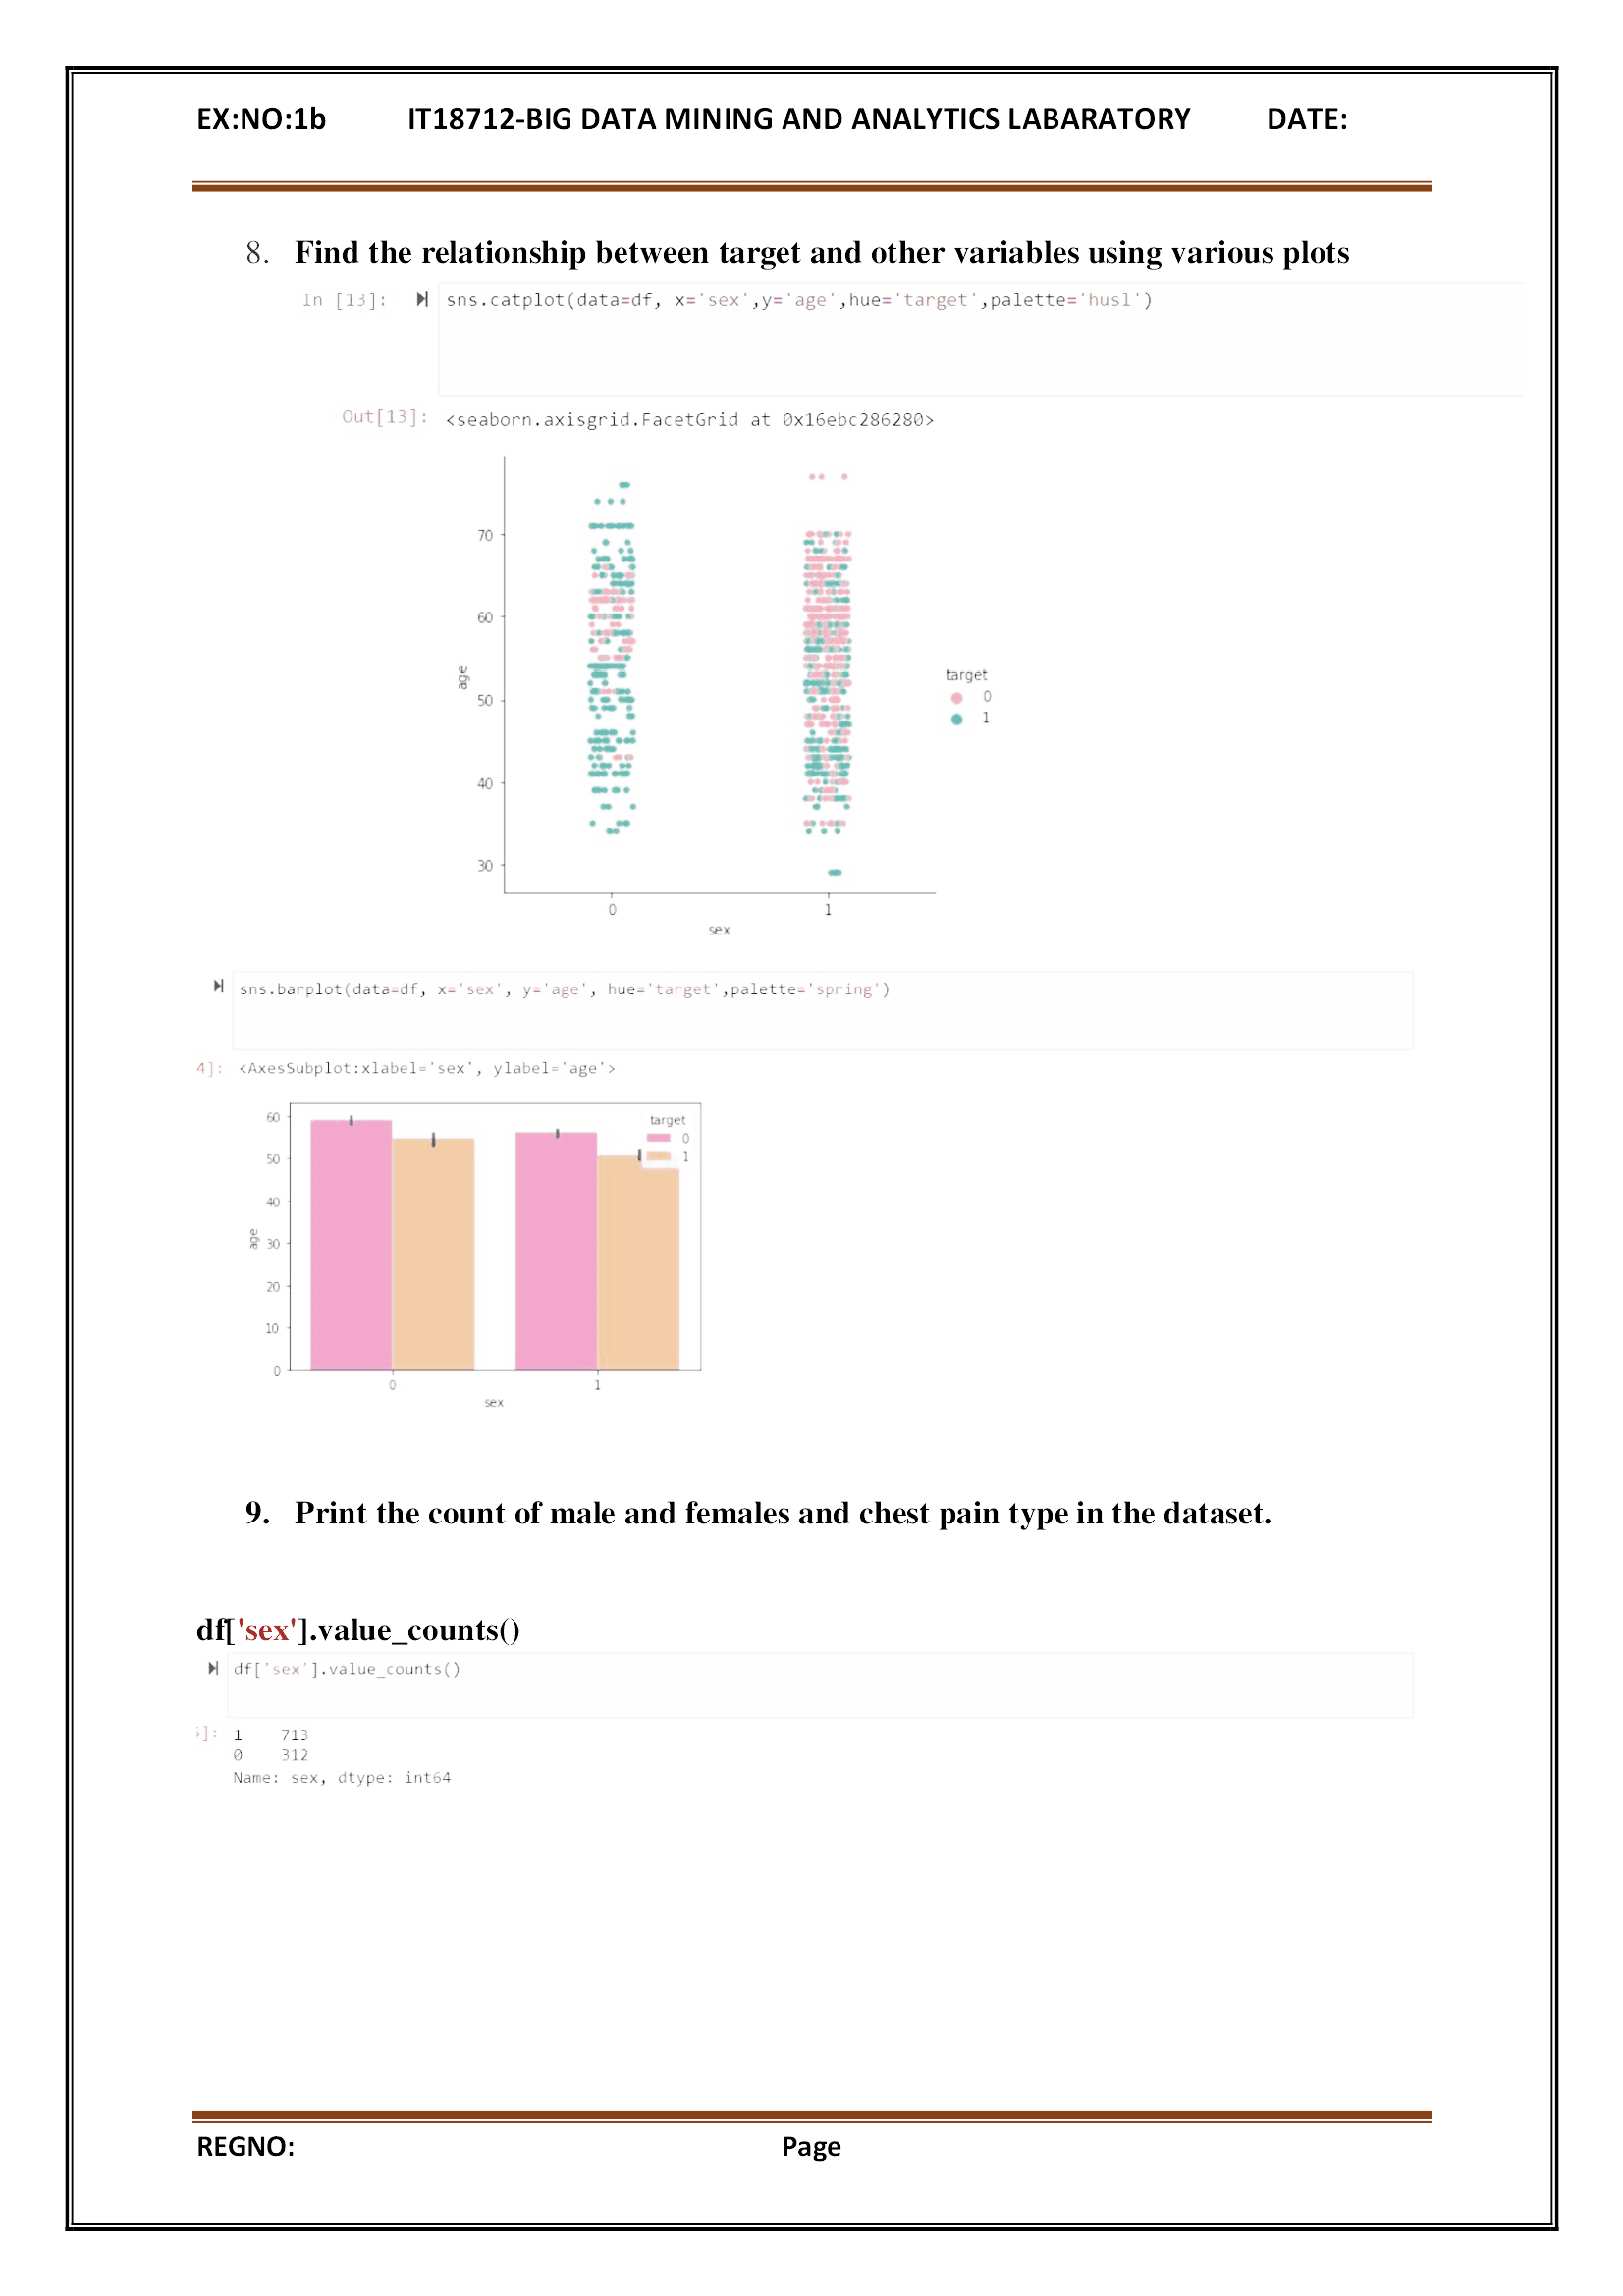 EX:NO:1b IT18712-BIG DATA MINING AND ANALYTICS LABARATORY DATE:
8. Find the relationship between target and other variables using various plots
In [13]: sns.catplot(data=df, x='sex',y='age',hue='target',palette='husl')
Out[13]: <seaborn.axisgrid.FacetGrid at 0x16ebc286280>
70
60
50
40
30
age
0 1
sex
target
0
1
sns.barplot(data=df, x='sex', y='age', hue='target',palette='spring')
4]: <AxesSubplot:xlabel='sex', ylabel='age'>
60
50
40
30
20
10
0
age
target
0
1
0 1
sex
9. Print the count of male and females and chest pain type in the dataset.
df['sex'].value_counts()
df['sex'].value_counts()
]: 1 713
0 312
Name: sex, dtype: int64
REGNO: Page